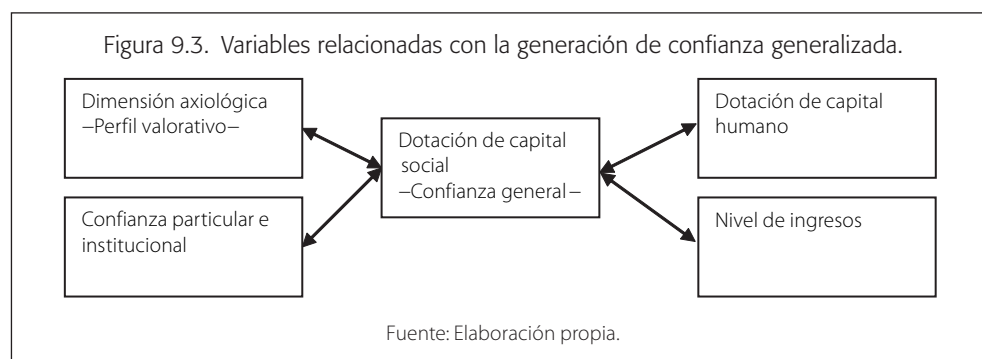 Figura 9.3. Variables relacionadas con la generación de confianza generalizada.
Dimensión axiológica
–Perfil valorativo–
Confianza particular e
institucional
Dotación de capital
social
–Confianza general–
Dotación de capital
humano
Nivel de ingresos
Fuente: Elaboración propia.